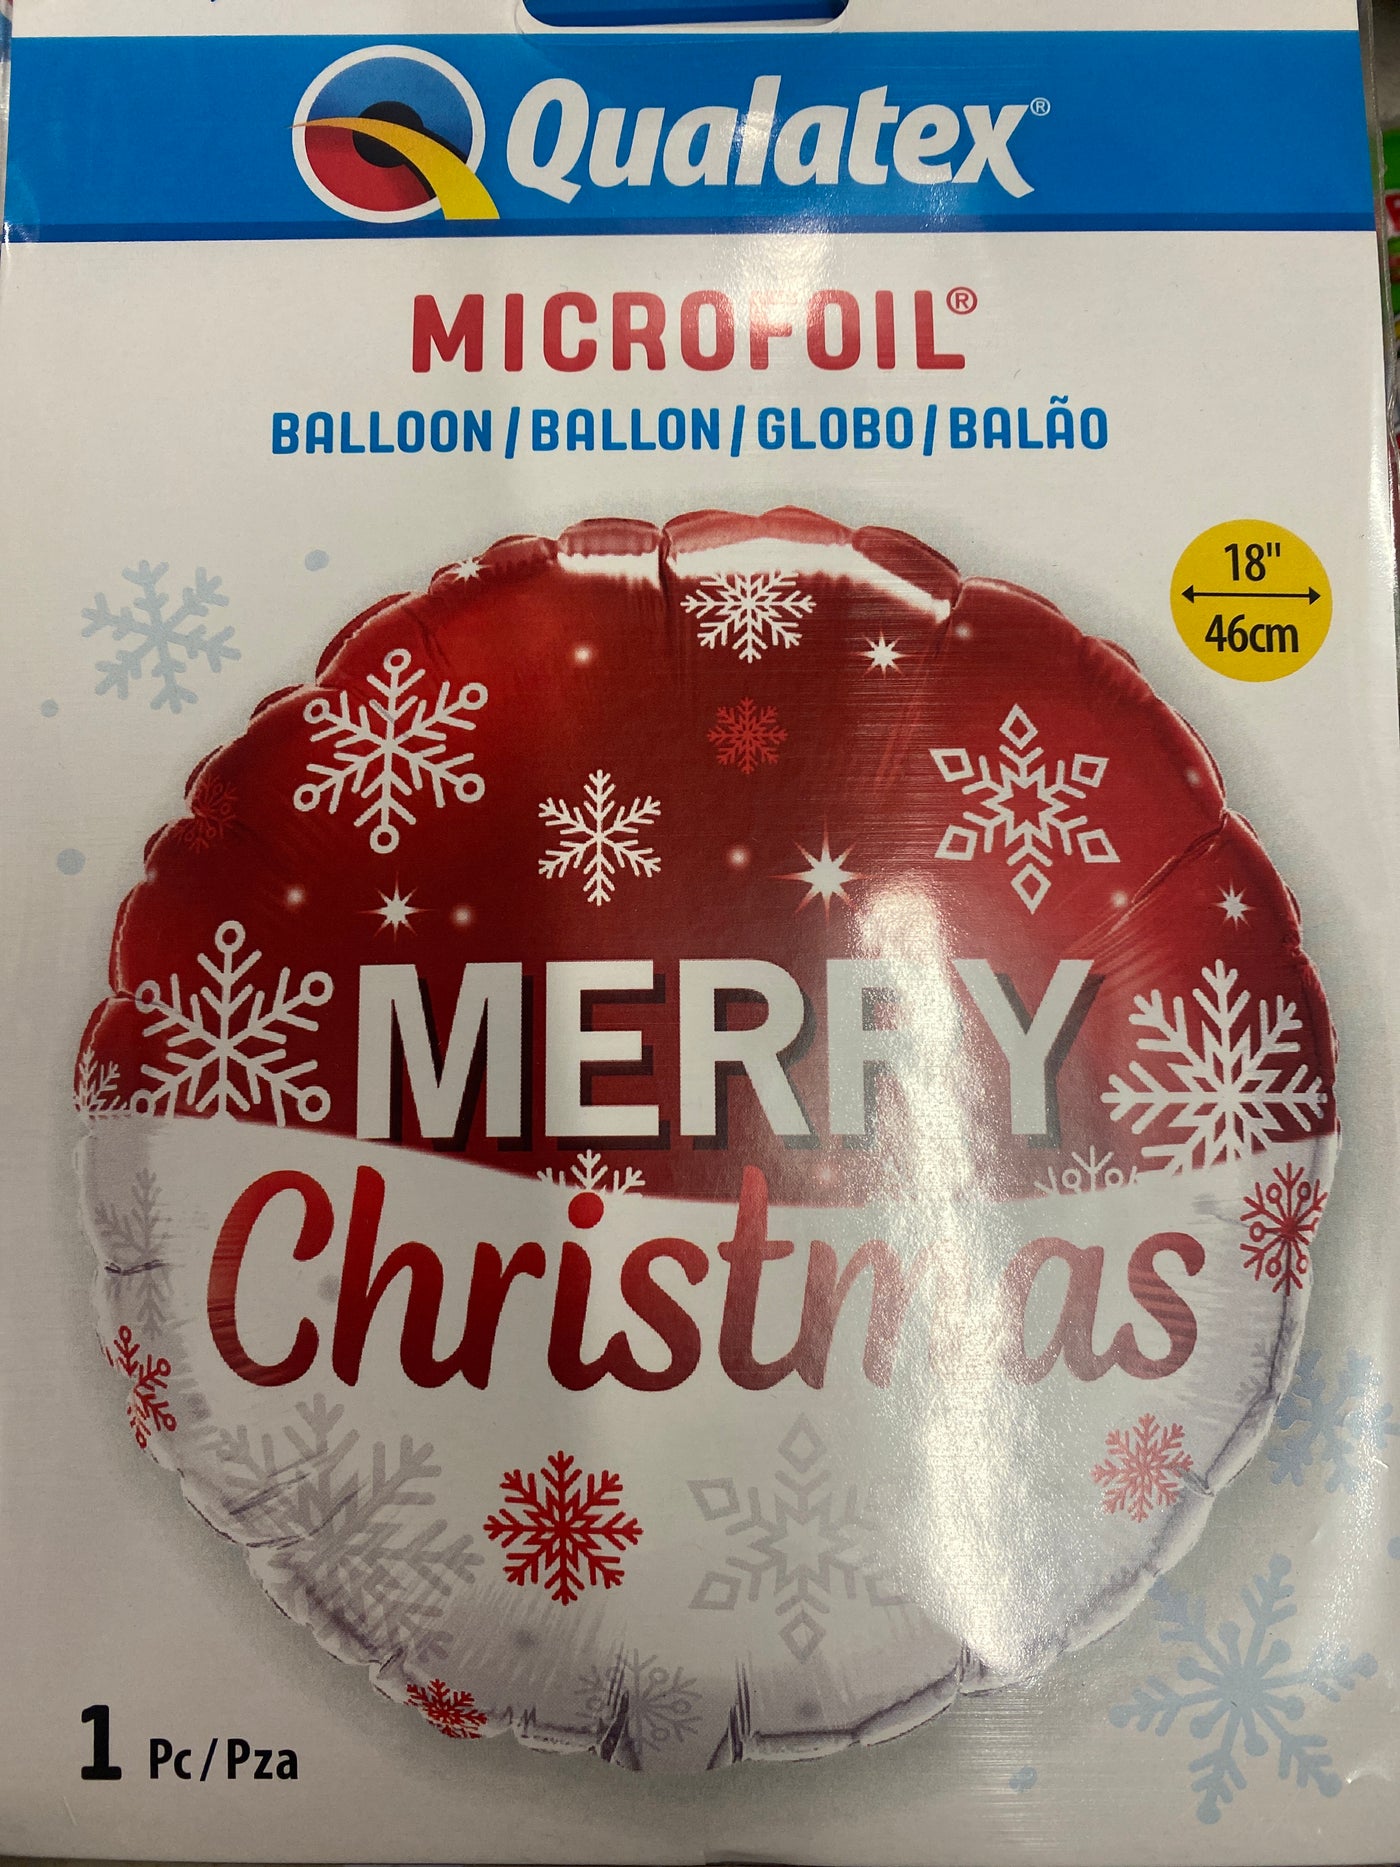 Qualatex®
MICROFOIL®
BALLOON / BALLON / GLOBO / BALÃO
18"
46cm
MERRY
Christmas
1 Pc / Pza